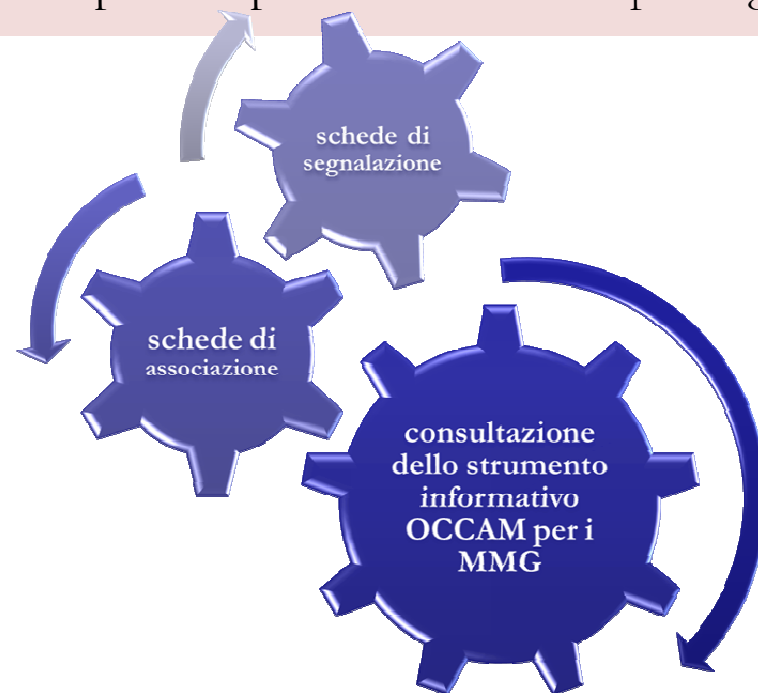 schede di
segnalazione
schede di
associazione
consultazione
dello strumento
informativo
OCCAM per i
MMG